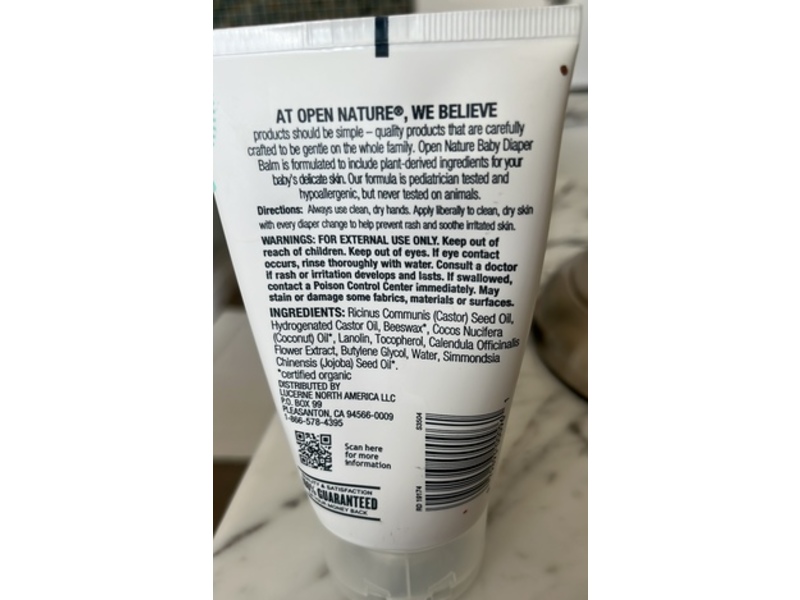 AT OPEN NATURE®, WE BELIEVE
products should be simple – quality products that are carefully
crafted to be gentle on the whole family. Open Nature Baby Diaper
Balm is formulated to include plant-derived ingredients for your
baby's delicate skin. Our formula is pediatrician tested and
hypoallergenic, but never tested on animals.
Directions: Always use clean, dry hands. Apply liberally to clean, dry skin
with every diaper change to help prevent rash and soothe irritated skin.
WARNINGS: FOR EXTERNAL USE ONLY. Keep out of
reach of children. Keep out of eyes. If eye contact
occurs, rinse thoroughly with water. Consult a doctor
if rash or irritation develops and lasts. If swallowed,
contact a Poison Control Center immediately. May
stain or damage some fabrics, materials or surfaces.
INGREDIENTS: Ricinus Communis (Castor) Seed Oil,
Hydrogenated Castor Oil, Beeswax*, Cocos Nucifera
(Coconut) Oil*, Lanolin, Tocopherol, Calendula Officinalis
Flower Extract, Butylene Glycol, Water, Simmondsia
Chinensis (Jojoba) Seed Oil*.
*certified organic
DISTRIBUTED BY
LUCERNE NORTH AMERICA LLC
P.O. BOX 99
PLEASANTON, CA 94566-0009
1-866-578-4395
Scan here
for more
information
& SATISFACTION
GUARANTEED
MONEY BACK
53504
RD 18174